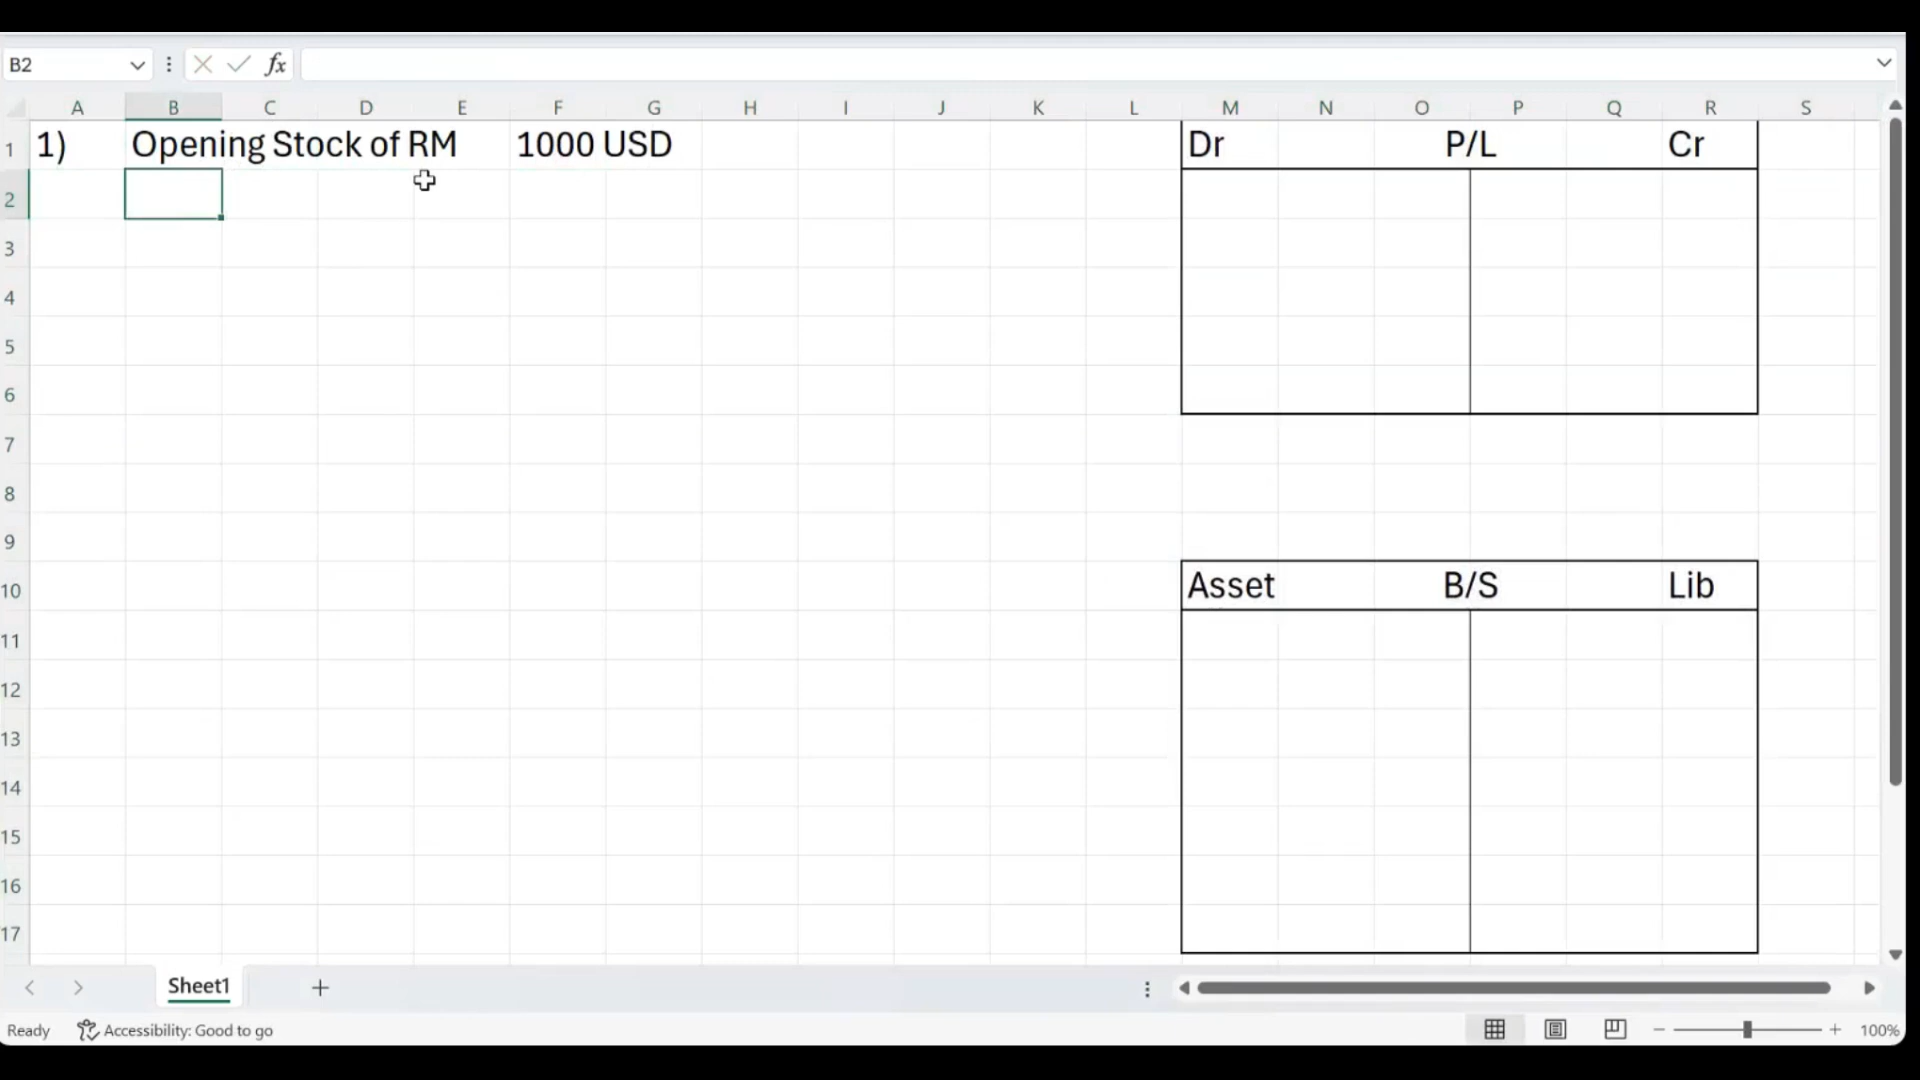 B2
fx
A B C D E F G H I J K L M N O P Q R S
1 1) Opening Stock of RM 1000 USD Dr P/L Cr
2
3
4
5
6
7
8
9
10 Asset B/S Lib
11
12
13
14
15
16
17
Sheet1
Ready Accessibility: Good to go 100%